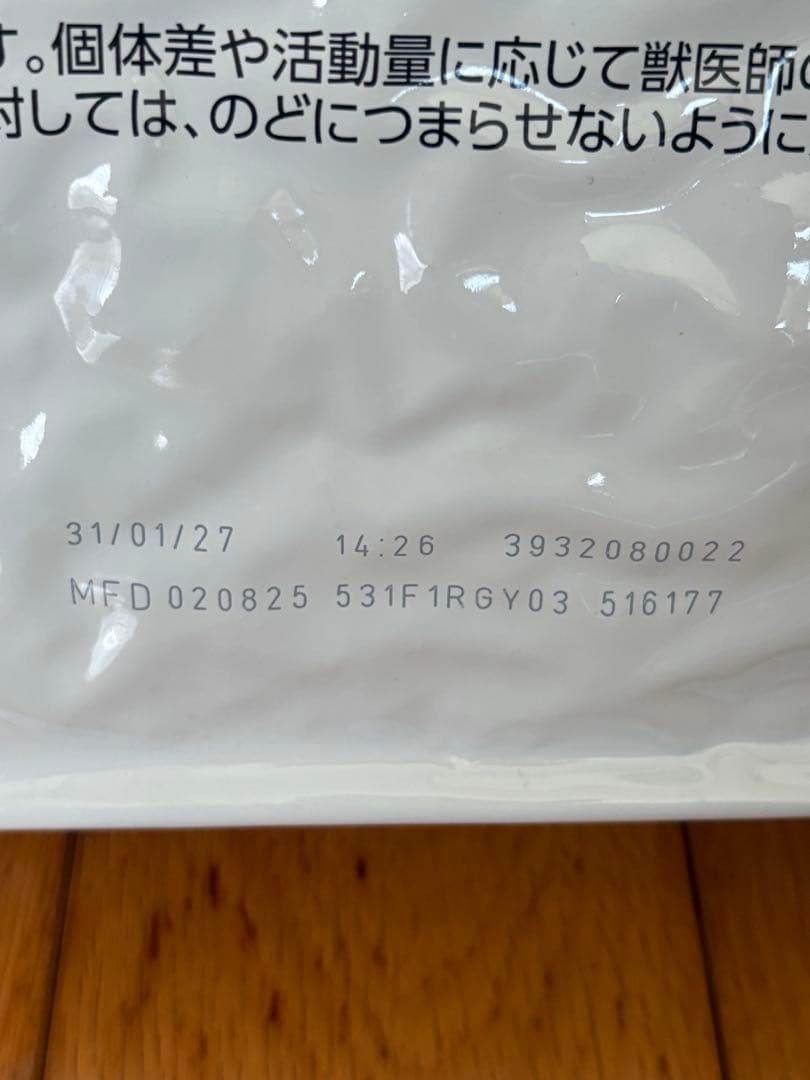 す。個体差や活動量に応じて獣医師の
対しては、のどにつまらせないように
31/01/27 14:26 3932080022
MFD 020825 531F1RGY03 516177